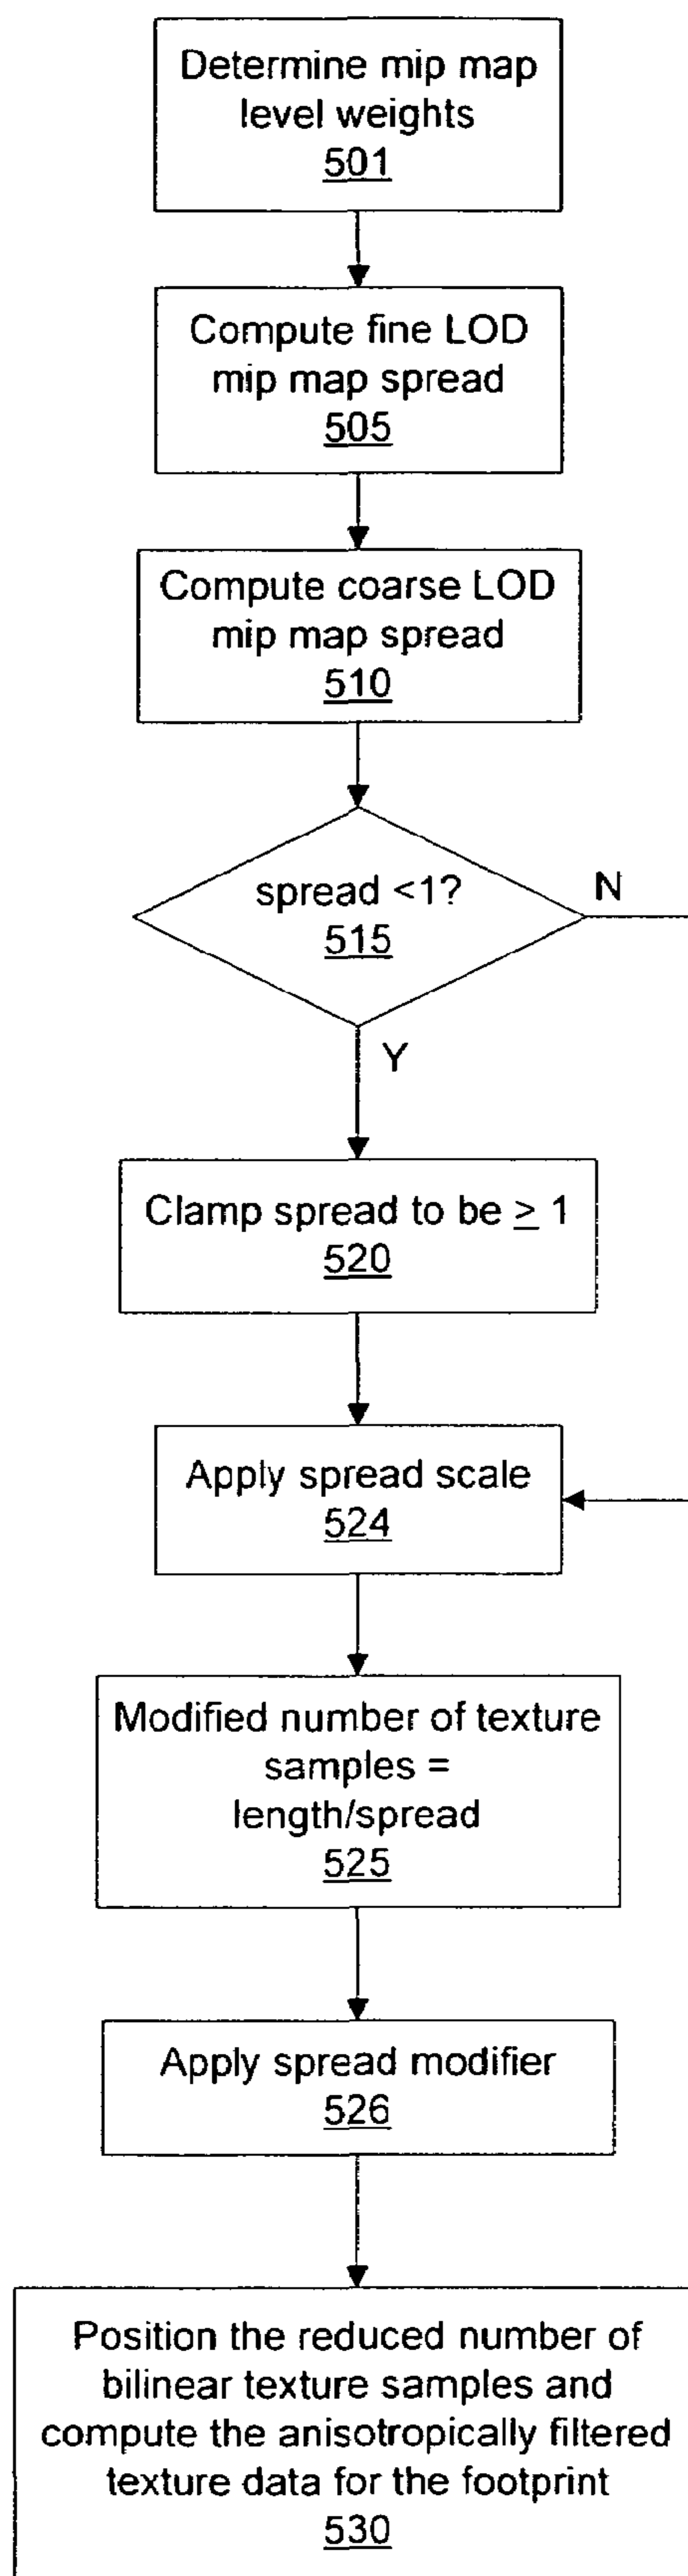 Determine mip map
level weights
501
Compute fine LOD
mip map spread
505
Compute coarse LOD
mip map spread
510
spread <1?
515
N
Y
Clamp spread to be ≥ 1
520
Apply spread scale
524
Modified number of texture
samples =
length/spread
525
Apply spread modifier
526
Position the reduced number of
bilinear texture samples and
compute the anisotropically filtered
texture data for the footprint
530